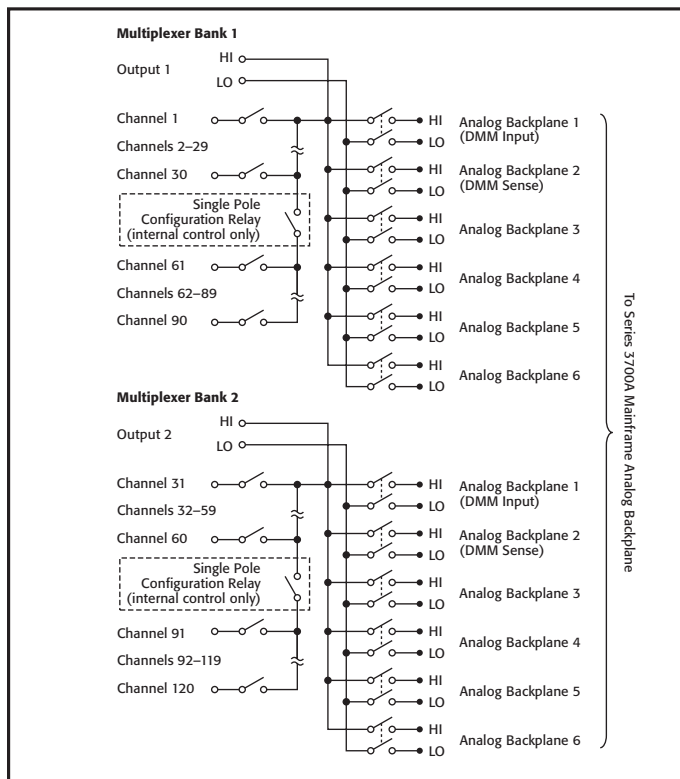 Multiplexer Bank 1
Output 1
HI
LO
Channel 1
Channels 2–29
Channel 30
Single Pole
Configuration Relay
(internal control only)
Channel 61
Channels 62–89
Channel 90
HI
LO
Analog Backplane 1
(DMM Input)
HI
LO
Analog Backplane 2
(DMM Sense)
HI
LO
Analog Backplane 3
HI
LO
Analog Backplane 4
HI
LO
Analog Backplane 5
HI
LO
Analog Backplane 6
Multiplexer Bank 2
Output 2
HI
LO
Channel 31
Channels 32–59
Channel 60
Single Pole
Configuration Relay
(internal control only)
Channel 91
Channels 92–119
Channel 120
HI
LO
Analog Backplane 1
(DMM Input)
HI
LO
Analog Backplane 2
(DMM Sense)
HI
LO
Analog Backplane 3
HI
LO
Analog Backplane 4
HI
LO
Analog Backplane 5
HI
LO
Analog Backplane 6
To Series 3700A Mainframe Analog Backplane